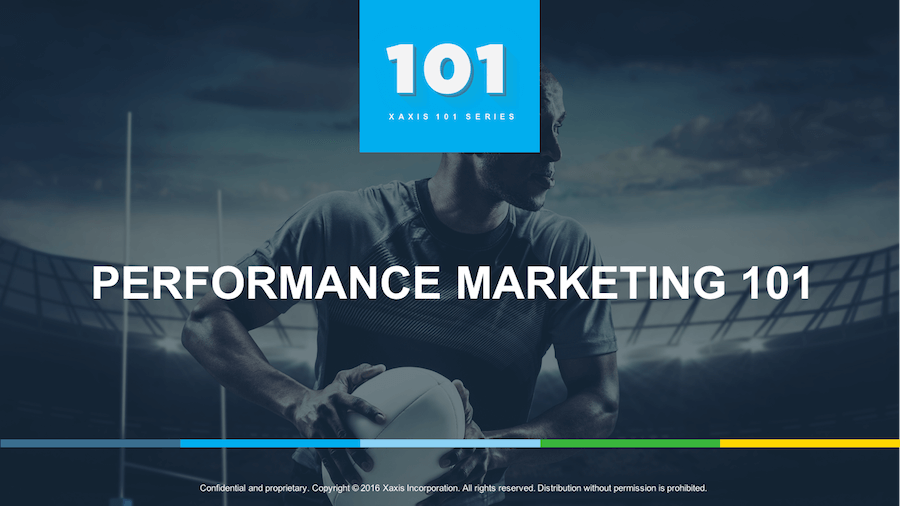 101
XAXIS 101 SERIES
PERFORMANCE MARKETING 101
Confidential and proprietary. Copyright © 2016 Xaxis Incorporation. All rights reserved. Distribution without permission is prohibited.